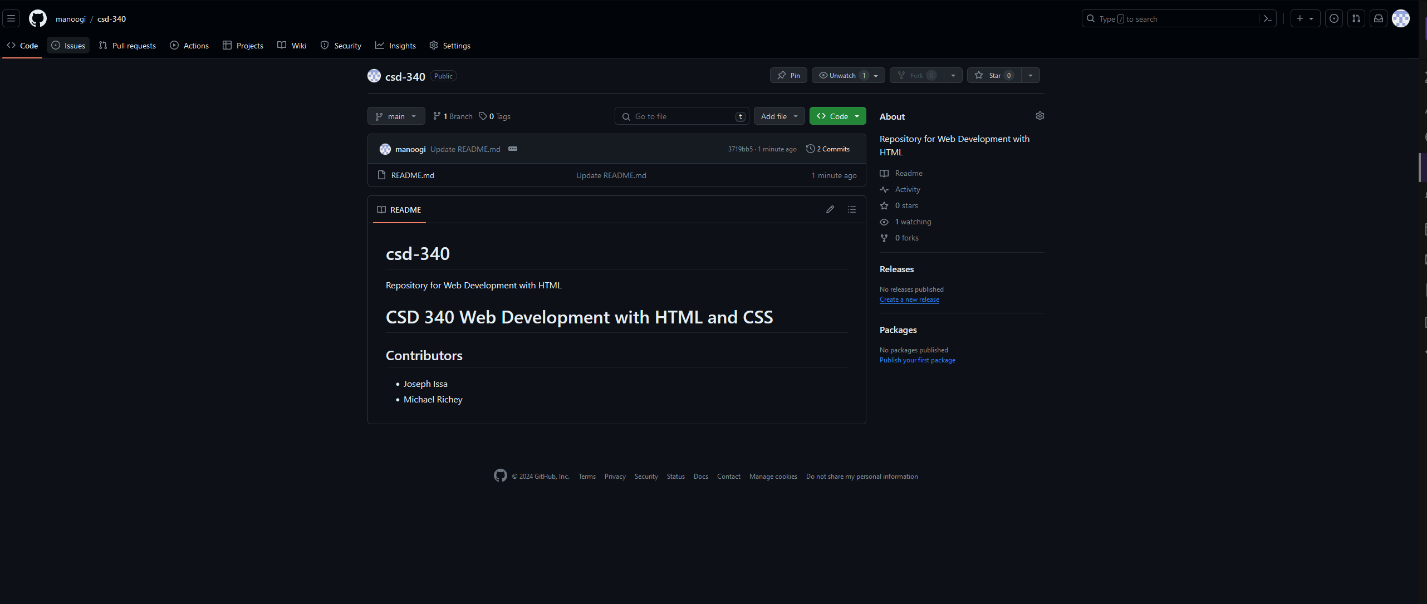 manoogi / csd-340
Type / to search
Code Issues Pull requests Actions Projects Wiki Security Insights Settings
csd-340 Public
Pin Unwatch 1 Fork 0 Star 0
main 1 Branch 0 Tags Go to file t Add file Code
manoogi Update README.md 3719bb5 · 1 minute ago 2 Commits
README.md Update README.md 1 minute ago
README
csd-340
Repository for Web Development with HTML
CSD 340 Web Development with HTML and CSS
Contributors
Joseph Issa
Michael Richey
About
Repository for Web Development with
HTML
Readme
Activity
0 stars
1 watching
0 forks
Releases
No releases published
Create a new release
Packages
No packages published
Publish your first package
© 2024 GitHub, Inc. Terms Privacy Security Status Docs Contact Manage cookies Do not share my personal information